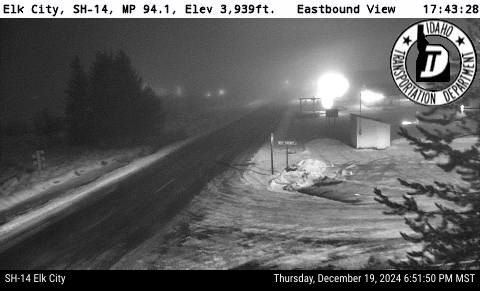 Elk City, SH-14, MP 94.1, Elev 3,939ft. Eastbound View 17:43:28
IDAHO
TRANSPORTATION DEPARTMENT
SH-14 Elk City Thursday, December 19, 2024 6:51:50 PM MST